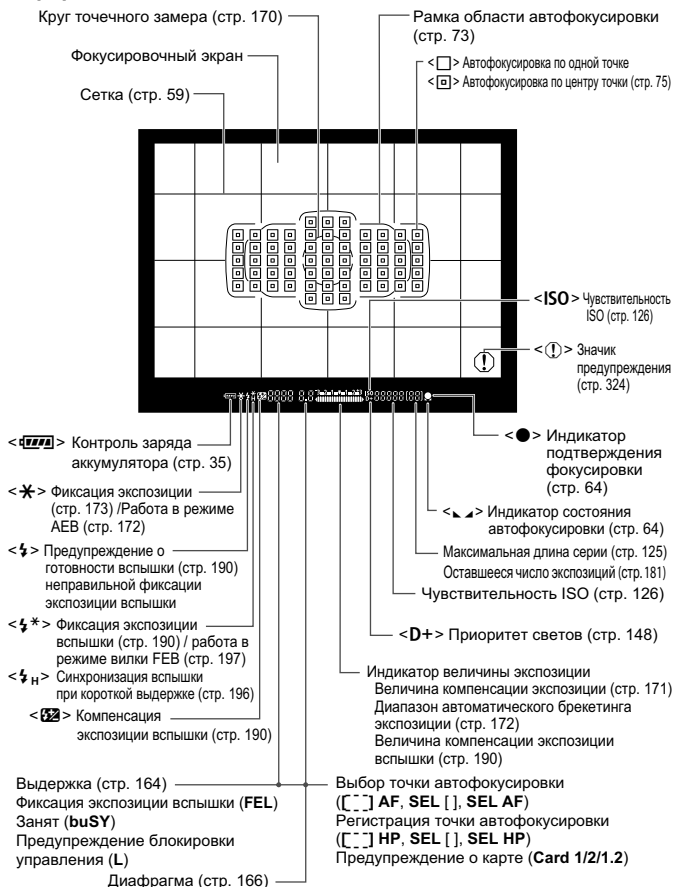 Круг точечного замера (стр. 170)
Рамка области автофокусировки
(стр. 73)
Фокусировочный экран
<□> Автофокусировка по одной точке
<▣> Автофокусировка по центру точки (стр. 75)
Сетка (стр. 59)
<ISO> Чувствительность
ISO (стр. 126)
<!> Значик
предупреждения
(стр. 324)
Контроль заряда
аккумулятора (стр. 35)
<●> Индикатор
подтверждения
фокусировки
(стр. 64)
<✱> Фиксация экспозиции
(стр. 173) /Работа в режиме
AEB (стр. 172)
<◣ ◢> Индикатор состояния
автофокусировки (стр. 64)
<⚡> Предупреждение о
готовности вспышки (стр. 190)
неправильной фиксации
экспозиции вспышки
Максимальная длина серии (стр. 125)
Оставшееся число экспозиций (стр. 181)
Чувствительность ISO (стр. 126)
<⚡*> Фиксация экспозиции
вспышки (стр. 190) / работа в
режиме вилки FEB (стр. 197)
<D+> Приоритет светов (стр. 148)
<⚡H> Синхронизация вспышки
при короткой выдержке (стр. 196)
Компенсация
экспозиции вспышки (стр. 190)
Индикатор величины экспозиции
Величина компенсации экспозиции (стр. 171)
Диапазон автоматического брекетинга
экспозиции (стр. 172)
Величина компенсации экспозиции
вспышки (стр. 190)
Выдержка (стр. 164)
Фиксация экспозиции вспышки (FEL)
Занят (buSY)
Предупреждение блокировки
управления (L)
Диафрагма (стр. 166)
Выбор точки автофокусировки
([ ] AF, SEL [ ], SEL AF)
Регистрация точки автофокусировки
([ ] HP, SEL [ ], SEL HP)
Предупреждение о карте (Card 1/2/1.2)